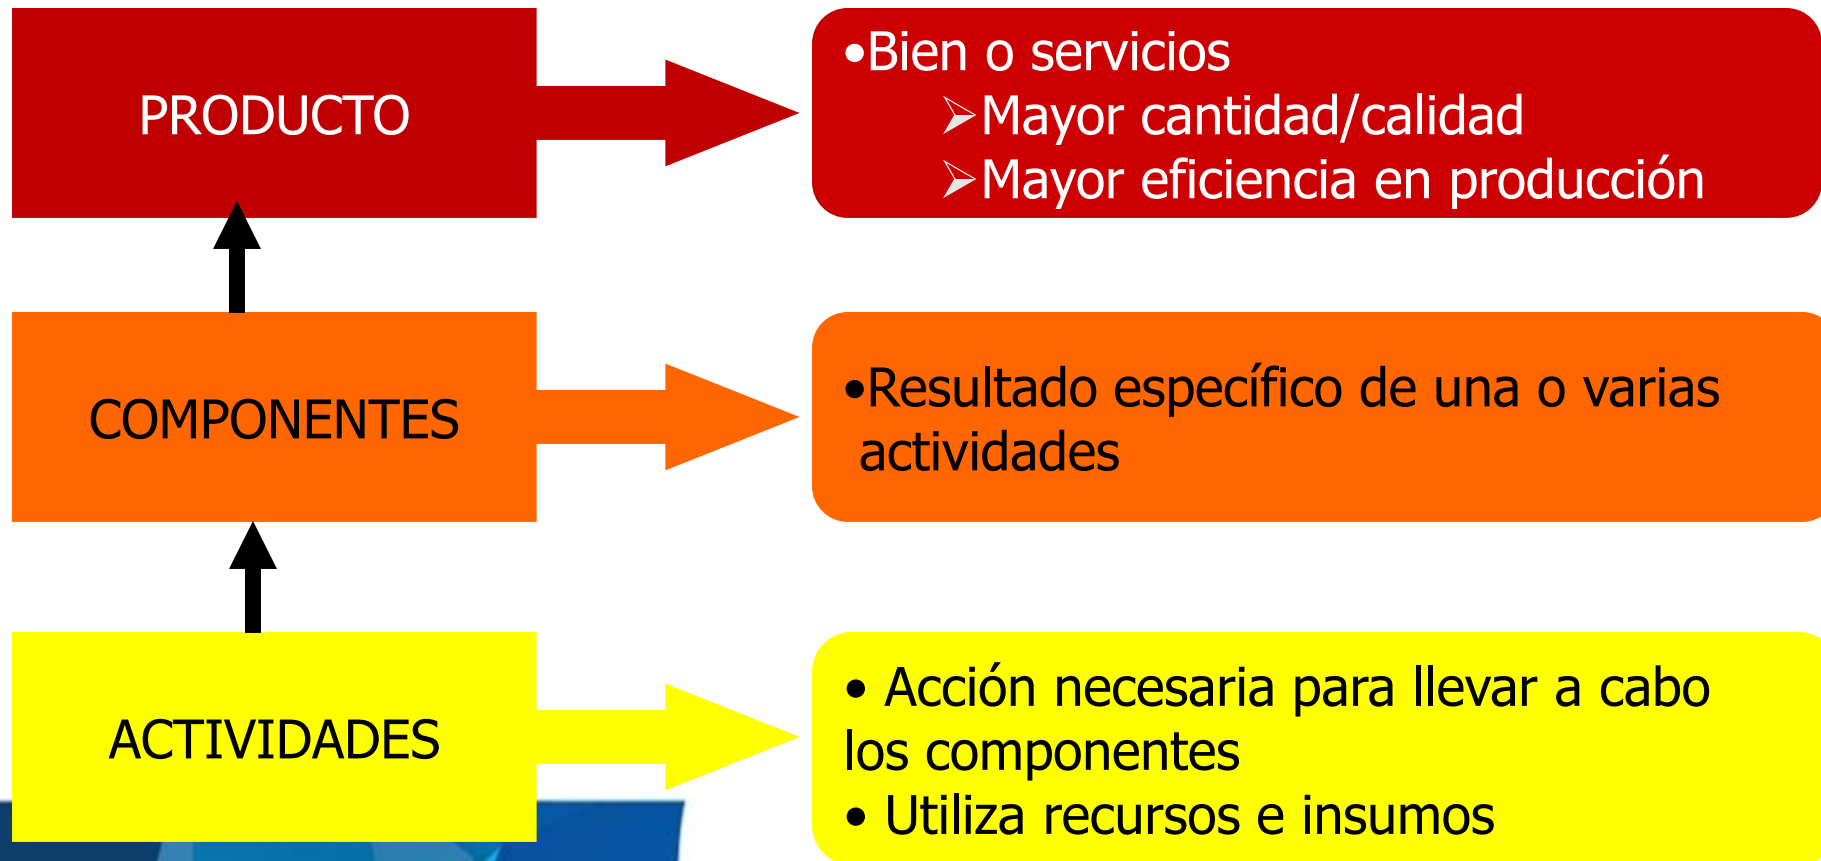 PRODUCTO
•Bien o servicios
➢Mayor cantidad/calidad
➢Mayor eficiencia en producción
COMPONENTES
•Resultado específico de una o varias
actividades
ACTIVIDADES
• Acción necesaria para llevar a cabo
los componentes
• Utiliza recursos e insumos